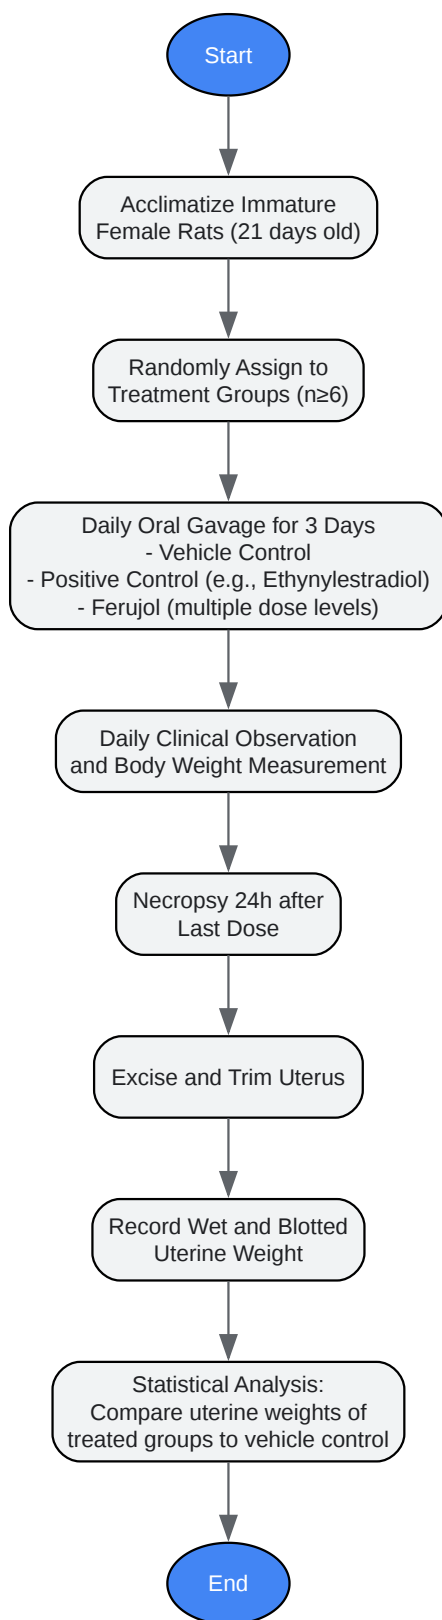 Start
Acclimatize Immature
Female Rats (21 days old)
Randomly Assign to
Treatment Groups (n≥6)
Daily Oral Gavage for 3 Days
- Vehicle Control
- Positive Control (e.g., Ethynylestradiol)
- Ferujol (multiple dose levels)
Daily Clinical Observation
and Body Weight Measurement
Necropsy 24h after
Last Dose
Excise and Trim Uterus
Record Wet and Blotted
Uterine Weight
Statistical Analysis:
Compare uterine weights of
treated groups to vehicle control
End